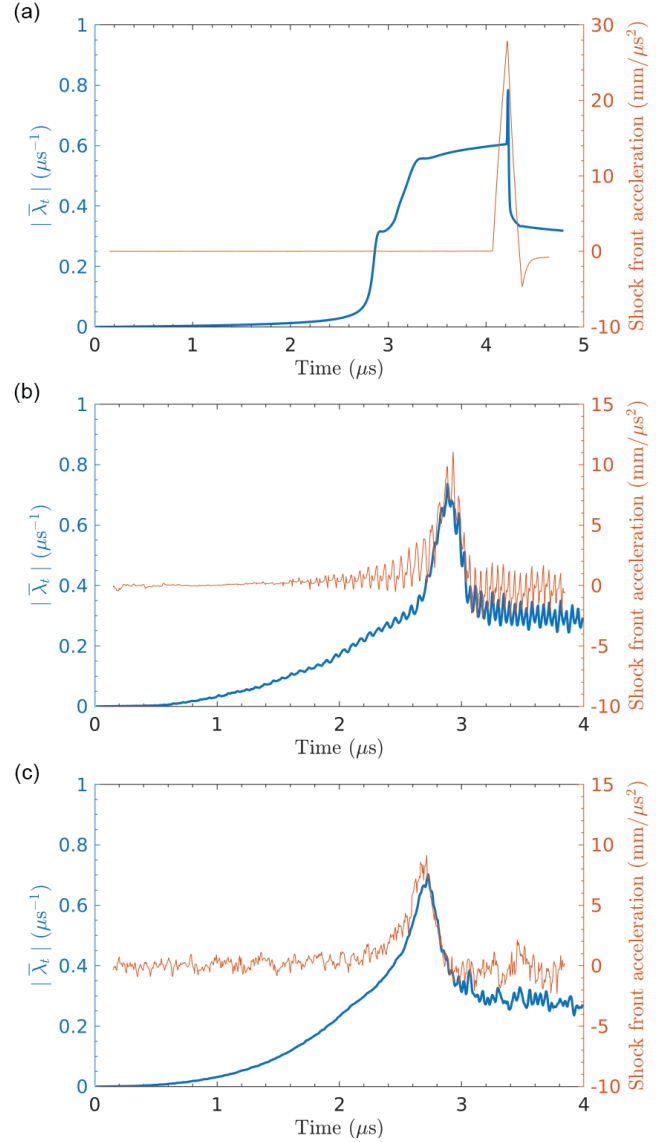 (a)
1
0.8
0.6
0.4
0.2
0
| λ̅ₜ | (μs⁻¹)
30
20
10
0
-10
Shock front acceleration (mm/μs²)
0 1 2 3 4 5
Time (μs)
(b)
1
0.8
0.6
0.4
0.2
0
| λ̅ₜ | (μs⁻¹)
15
10
5
0
-5
-10
Shock front acceleration (mm/μs²)
0 1 2 3 4
Time (μs)
(c)
1
0.8
0.6
0.4
0.2
0
| λ̅ₜ | (μs⁻¹)
15
10
5
0
-5
-10
Shock front acceleration (mm/μs²)
0 1 2 3 4
Time (μs)